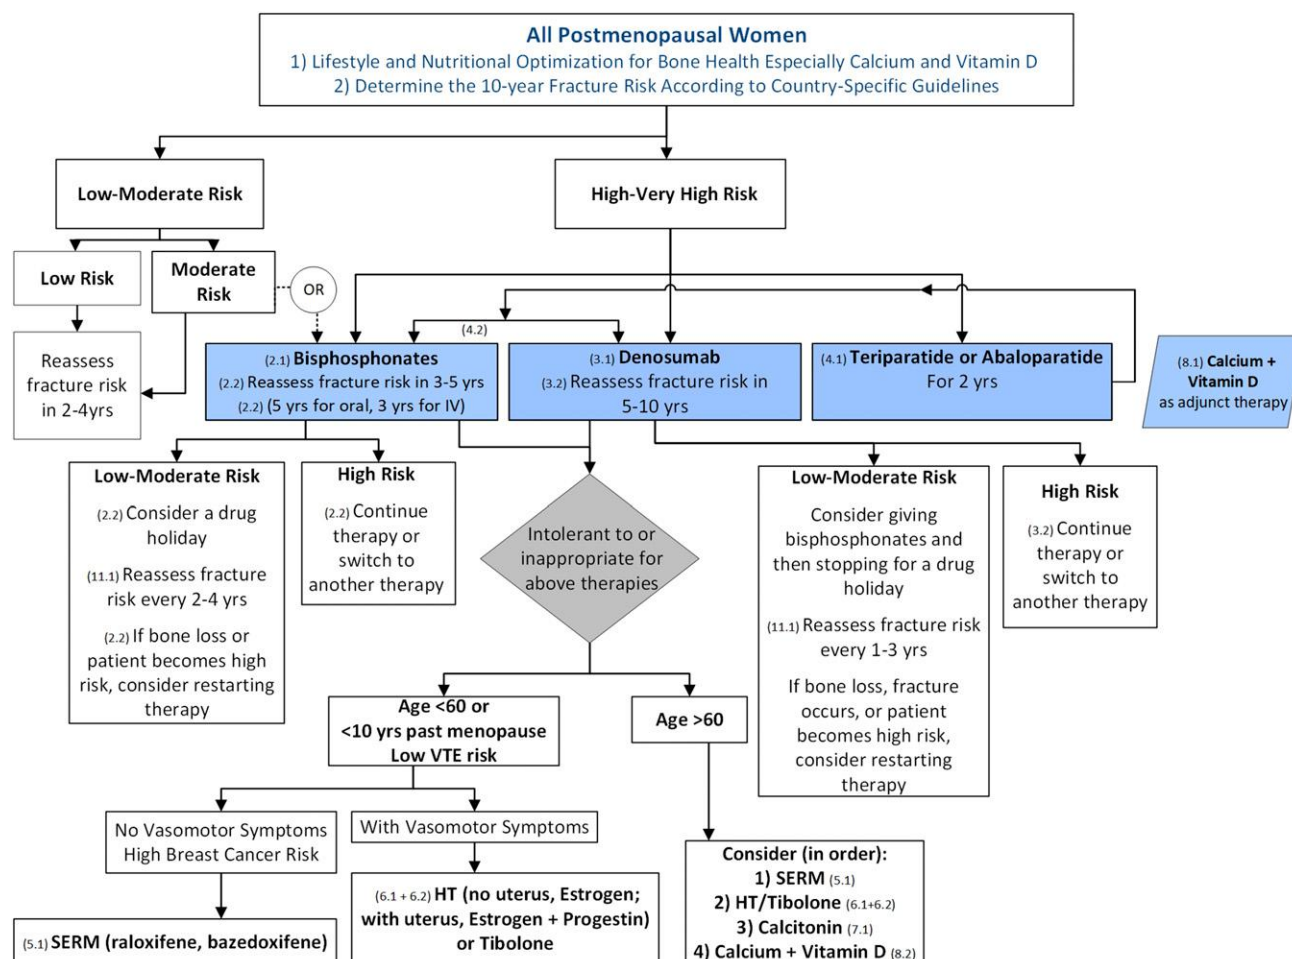 All Postmenopausal Women
1) Lifestyle and Nutritional Optimization for Bone Health Especially Calcium and Vitamin D
2) Determine the 10-year Fracture Risk According to Country-Specific Guidelines
Low-Moderate Risk
High-Very High Risk
Low Risk
Moderate
Risk
OR
Reassess
fracture risk
in 2-4yrs
(4.2)
(2.1) Bisphosphonates
(2.2) Reassess fracture risk in 3-5 yrs
(2.2) (5 yrs for oral, 3 yrs for IV)
(3.1) Denosumab
(3.2) Reassess fracture risk in
5-10 yrs
(4.1) Teriparatide or Abaloparatide
For 2 yrs
(8.1) Calcium +
Vitamin D
as adjunct therapy
Low-Moderate Risk
(2.2) Consider a drug
holiday
(11.1) Reassess fracture
risk every 2-4 yrs
(2.2) If bone loss or
patient becomes high
risk, consider restarting
therapy
High Risk
(2.2) Continue
therapy or
switch to
another therapy
Intolerant to or
inappropriate for
above therapies
Low-Moderate Risk
Consider giving
bisphosphonates and
then stopping for a drug
holiday
(11.1) Reassess fracture risk
every 1-3 yrs
If bone loss, fracture
occurs, or patient
becomes high risk,
consider restarting
therapy
High Risk
(3.2) Continue
therapy or
switch to
another therapy
Age <60 or
<10 yrs past menopause
Low VTE risk
Age >60
No Vasomotor Symptoms
High Breast Cancer Risk
With Vasomotor Symptoms
(5.1) SERM (raloxifene, bazedoxifene)
(6.1 + 6.2) HT (no uterus, Estrogen;
with uterus, Estrogen + Progestin)
or Tibolone
Consider (in order):
1) SERM (5.1)
2) HT/Tibolone (6.1+6.2)
3) Calcitonin (7.1)
4) Calcium + Vitamin D (8.2)